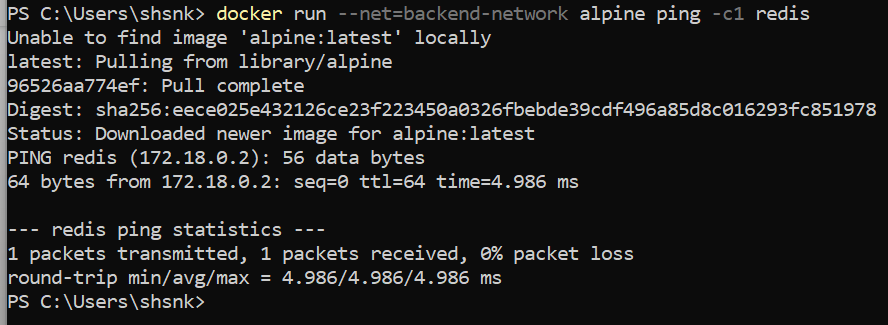 PS C:\Users\shsnk> docker run --net=backend-network alpine ping -c1 redis
Unable to find image 'alpine:latest' locally
latest: Pulling from library/alpine
96526aa774ef: Pull complete
Digest: sha256:eece025e432126ce23f223450a0326fbebde39cdf496a85d8c016293fc851978
Status: Downloaded newer image for alpine:latest
PING redis (172.18.0.2): 56 data bytes
64 bytes from 172.18.0.2: seq=0 ttl=64 time=4.986 ms

--- redis ping statistics ---
1 packets transmitted, 1 packets received, 0% packet loss
round-trip min/avg/max = 4.986/4.986/4.986 ms
PS C:\Users\shsnk>